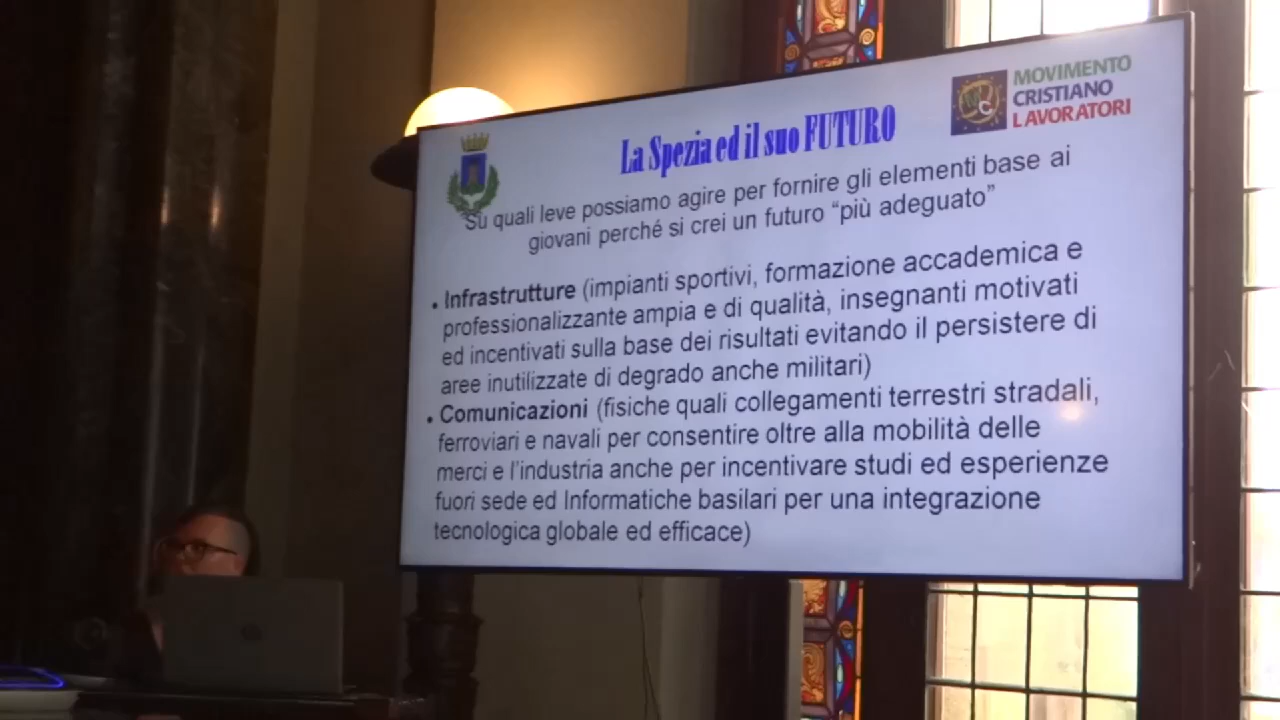 MOVIMENTO
CRISTIANO
LAVORATORI
La Spezia ed il suo FUTURO
Su quali leve possiamo agire per fornire gli elementi base ai
giovani perché si crei un futuro “più adeguato”
• Infrastrutture (impianti sportivi, formazione accademica e
professionalizzante ampia e di qualità, insegnanti motivati
ed incentivati sulla base dei risultati evitando il persistere di
aree inutilizzate di degrado anche militari)
• Comunicazioni (fisiche quali collegamenti terrestri stradali,
ferroviari e navali per consentire oltre alla mobilità delle
merci e l’industria anche per incentivare studi ed esperienze
fuori sede ed Informatiche basilari per una integrazione
tecnologica globale ed efficace)